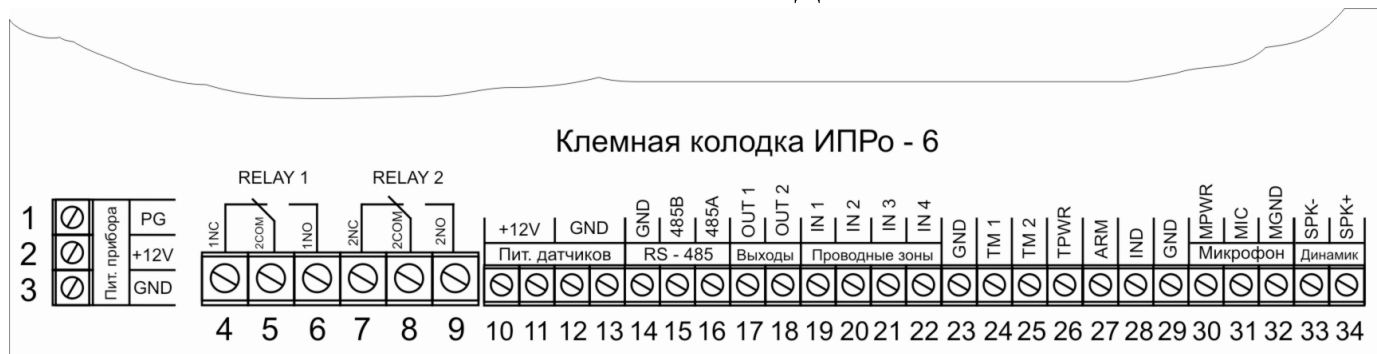 Клемная колодка ИПРо - 6
RELAY 1 RELAY 2
1NC 2COM 1NO 2NC 2COM 2NO
1 PG
2 +12V
3 GND
Пит. прибора
+12V GND GND 485B 485A OUT 1 OUT 2 IN 1 IN 2 IN 3 IN 4 GND TM 1 TM 2 TPWR ARM IND GND MPWR MIC MGND SPK- SPK+
Пит. датчиков RS - 485 Выходы Проводные зоны Микрофон Динамик
4 5 6 7 8 9 10 11 12 13 14 15 16 17 18 19 20 21 22 23 24 25 26 27 28 29 30 31 32 33 34